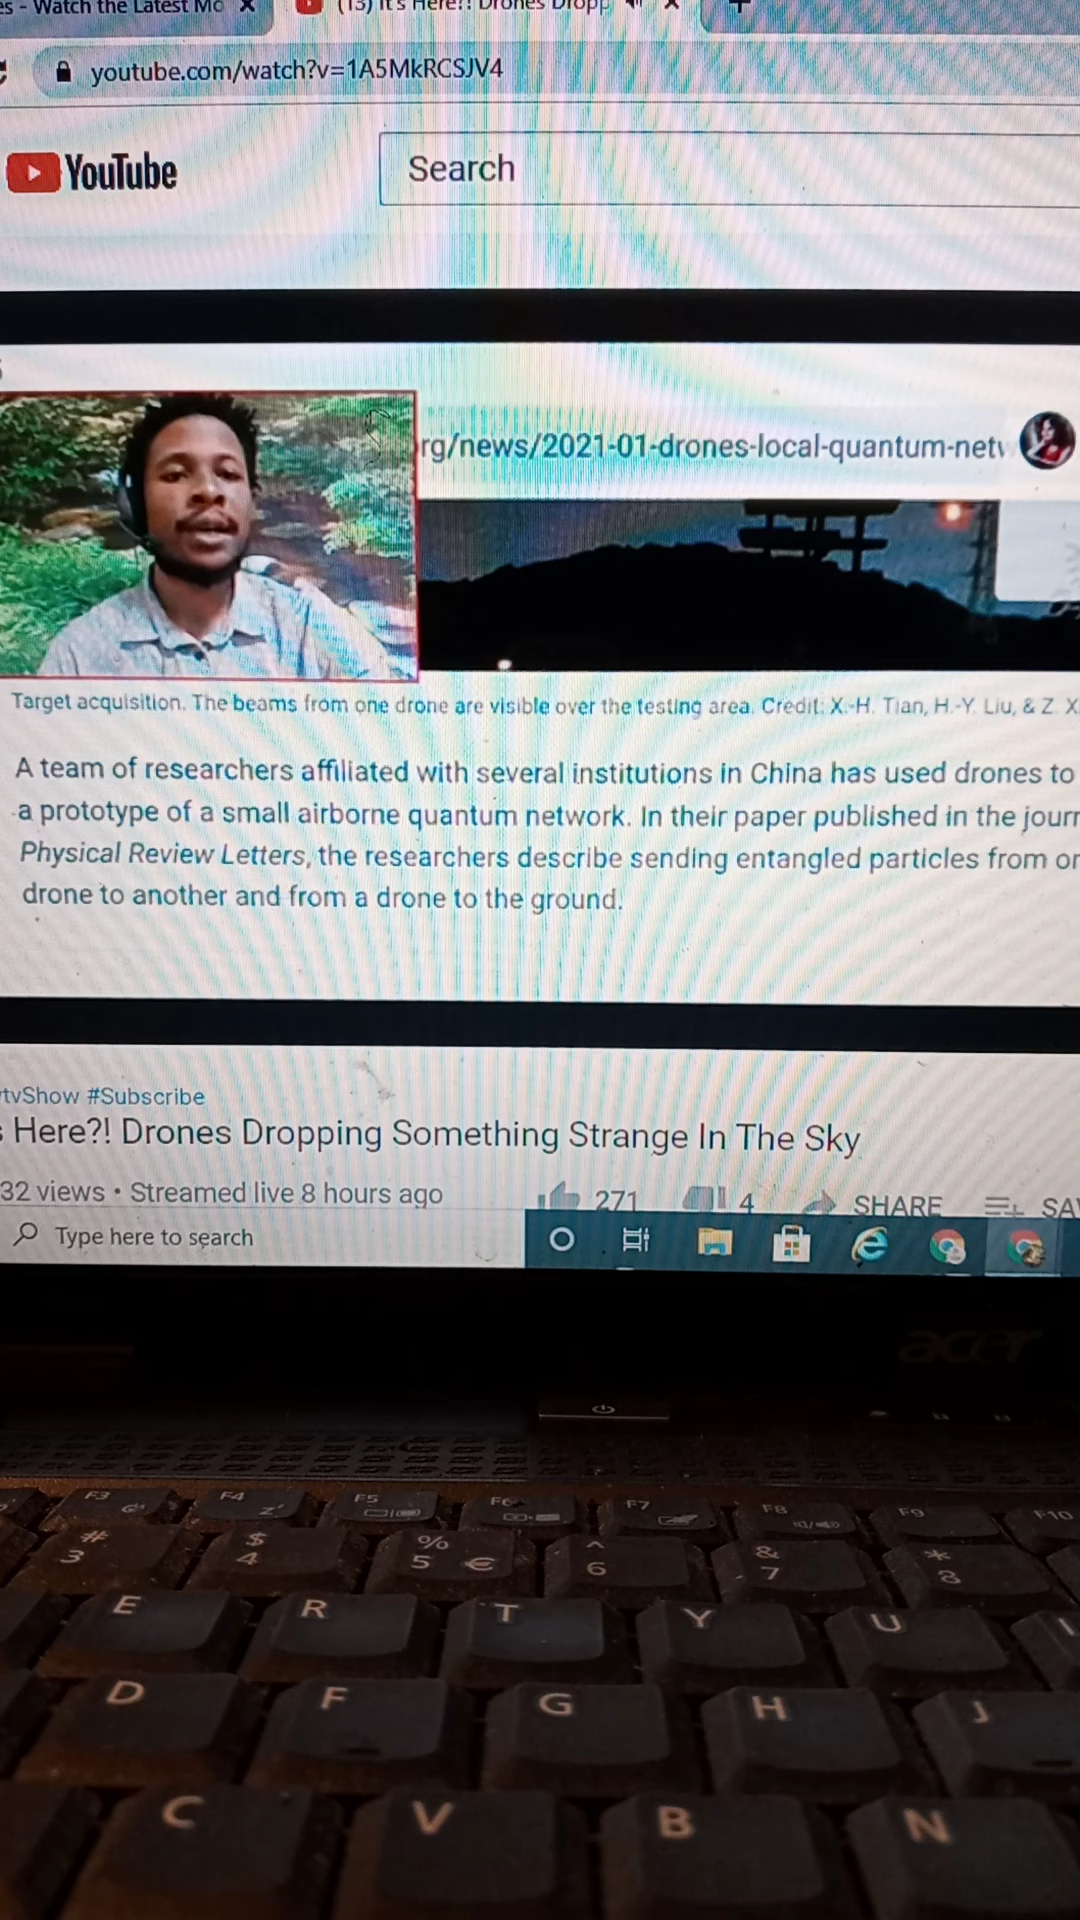 es - Watch the Latest Mo
(13) It's Here!! Drones Dropp
youtube.com/watch?v=1A5MkRCSJV4
YouTube
Search
rg/news/2021-01-drones-local-quantum-netw
Target acquisition. The beams from one drone are visible over the testing area. Credit: X.-H. Tian, H.-Y. Liu, & Z. X
A team of researchers affiliated with several institutions in China has used drones to
a prototype of a small airborne quantum network. In their paper published in the journ
Physical Review Letters, the researchers describe sending entangled particles from or
drone to another and from a drone to the ground.
tvShow #Subscribe
s Here?! Drones Dropping Something Strange In The Sky
32 views • Streamed live 8 hours ago
271
4
SHARE
SAV
Type here to search
acer
F3 F4 F5 F6 F7 F8 F9 F10
# $ % ^ & *
3 4 5 € 6 7 8
E R T Y U I
D F G H J
C V B N